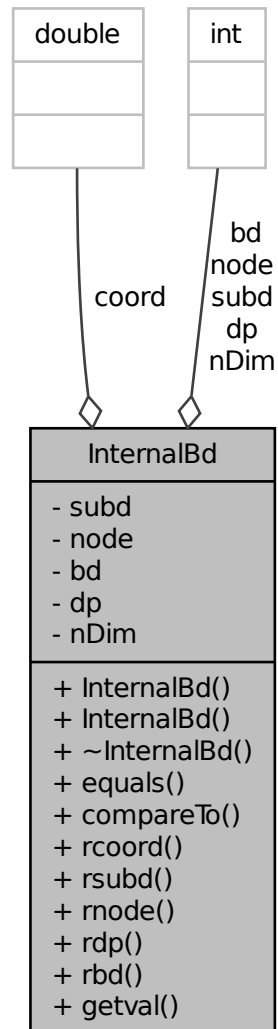 double
int
coord
bd
node
subd
dp
nDim
InternalBd
- subd
- node
- bd
- dp
- nDim
+ InternalBd()
+ InternalBd()
+ ~InternalBd()
+ equals()
+ compareTo()
+ rcoord()
+ rsubd()
+ rnode()
+ rdp()
+ rbd()
+ getval()